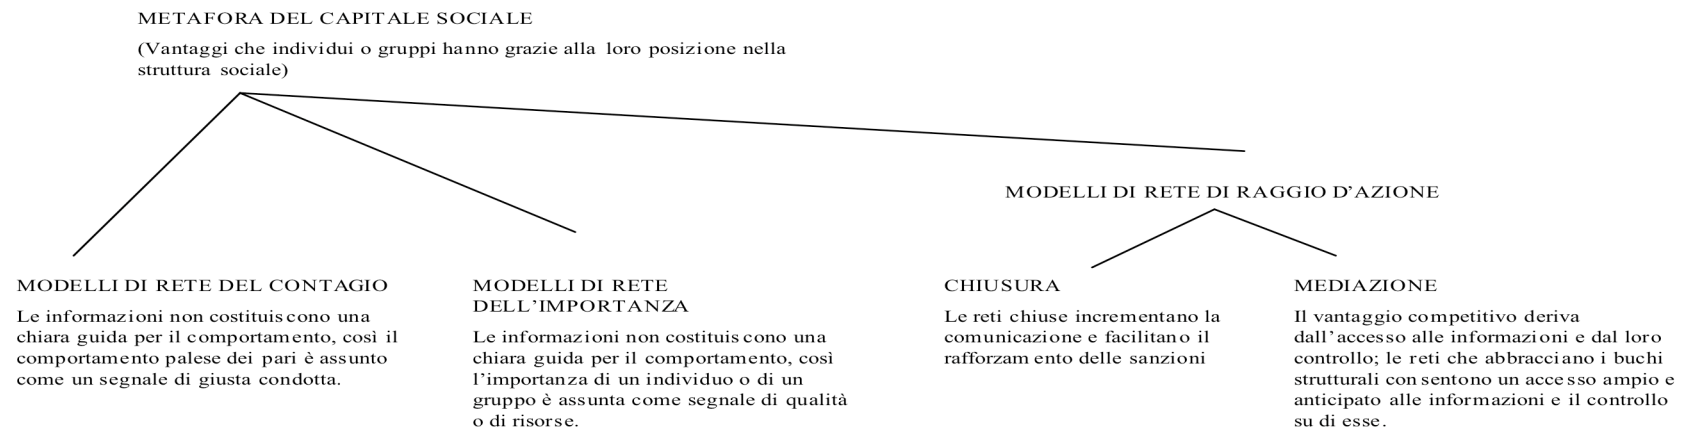 METAFORA DEL CAPITALE SOCIALE
(Vantaggi che individui o gruppi hanno grazie alla loro posizione nella
struttura sociale)
MODELLI DI RETE DI RAGGIO D’AZIONE
MODELLI DI RETE DEL CONTAGIO
Le informazioni non costituiscono una
chiara guida per il comportamento, così il
comportamento palese dei pari è assunto
come un segnale di giusta condotta.
MODELLI DI RETE
DELL’IMPORTANZA
Le informazioni non costituiscono una
chiara guida per il comportamento, così
l’importanza di un individuo o di un
gruppo è assunta come segnale di qualità
o di risorse.
CHIUSURA
Le reti chiuse incrementano la
comunicazione e facilitano il
rafforzamento delle sanzioni
MEDIAZIONE
Il vantaggio competitivo deriva
dall’accesso alle informazioni e dal loro
controllo; le reti che abbracciano i buchi
strutturali consentono un accesso ampio e
anticipato alle informazioni e il controllo
su di esse.